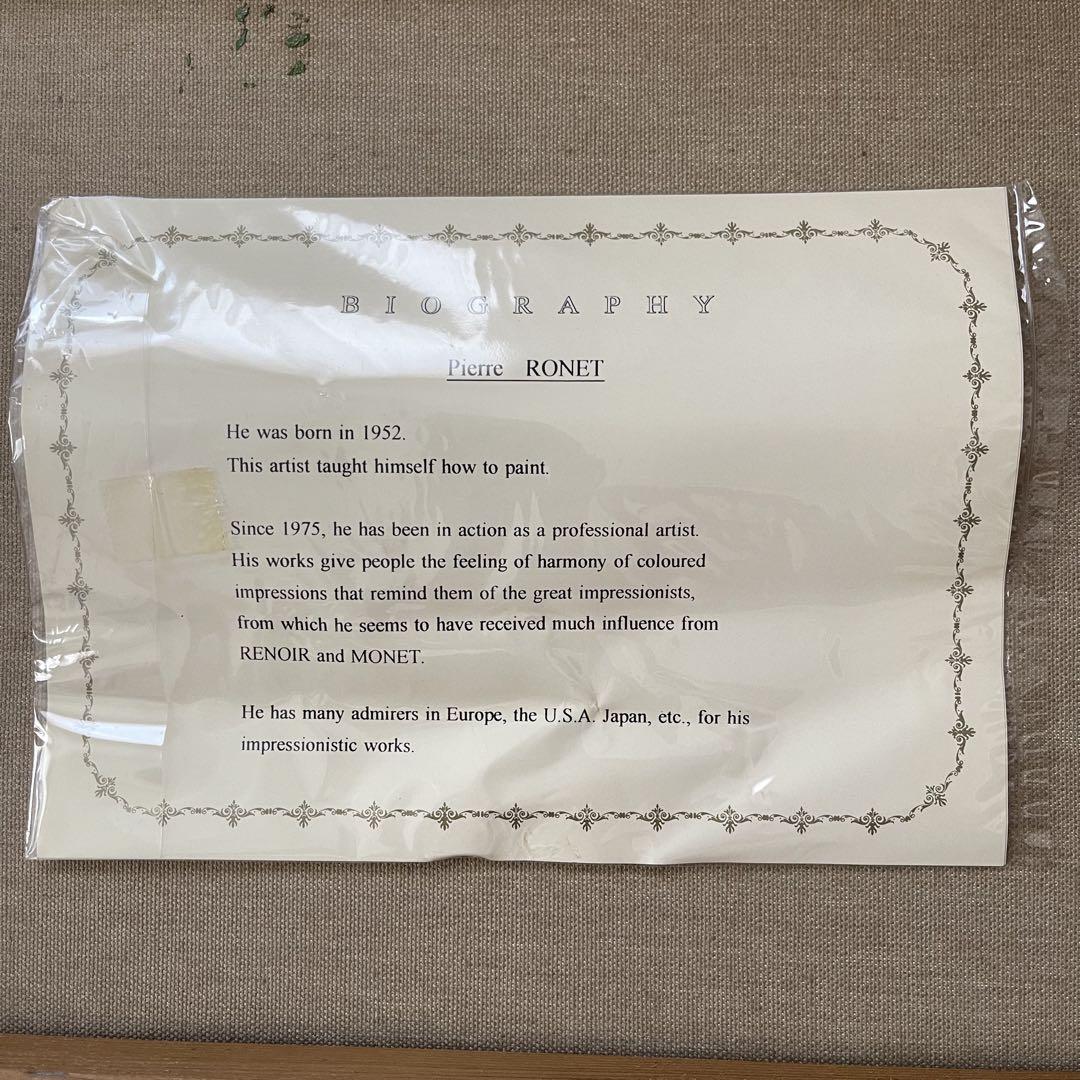 BIOGRAPHY
Pierre RONET
He was born in 1952.
This artist taught himself how to paint.
Since 1975, he has been in action as a professional artist.
His works give people the feeling of harmony of coloured
impressions that remind them of the great impressionists,
from which he seems to have received much influence from
RENOIR and MONET.
He has many admirers in Europe, the U.S.A. Japan, etc., for his
impressionistic works.